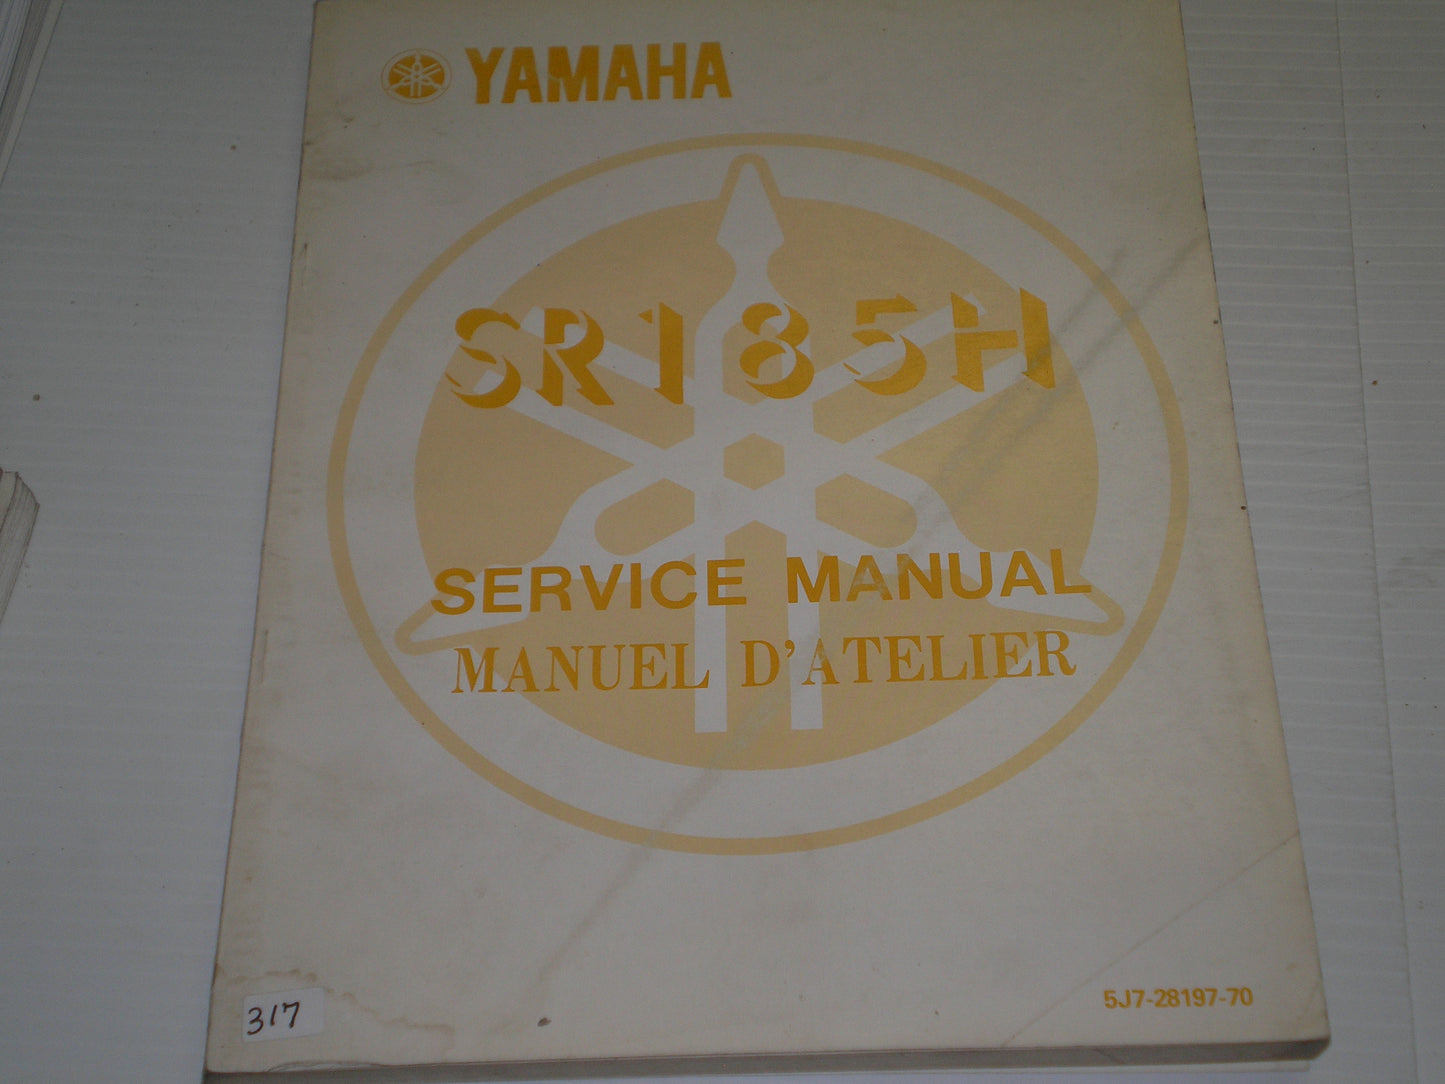 YAMAHA
SR185H
SERVICE MANUAL
MANUEL D'ATELIER
5J7-28197-70
317